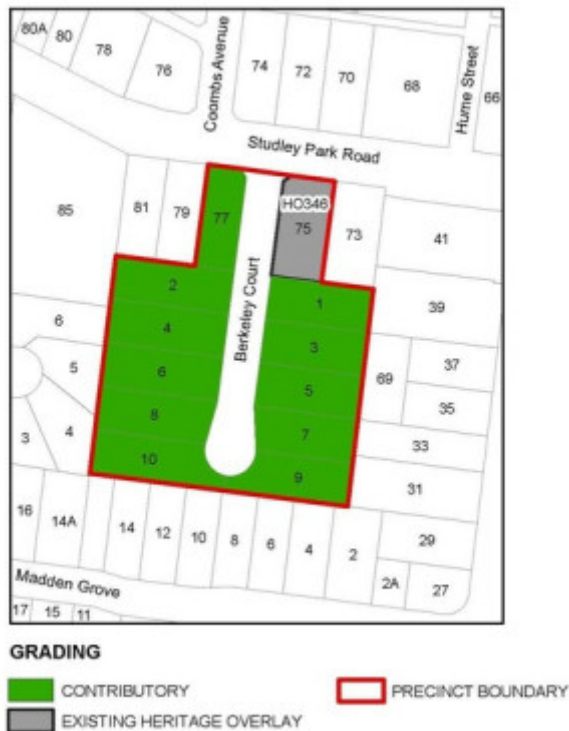 80A 80 78 76 74 72 70 68 66
Coombs Avenue
Hume Street
Studley Park Road
85 81 79 77 HO346 75 73 41
Berkeley Court
2 1 39
6 4 3 37
5 6 5 69 35
3 4 8 7 33
10 9 31
16 14A 14 12 10 8 6 4 2 29
2A 27
Madden Grove
17 15 11
GRADING
CONTRIBUTORY
PRECINCT BOUNDARY
EXISTING HERITAGE OVERLAY